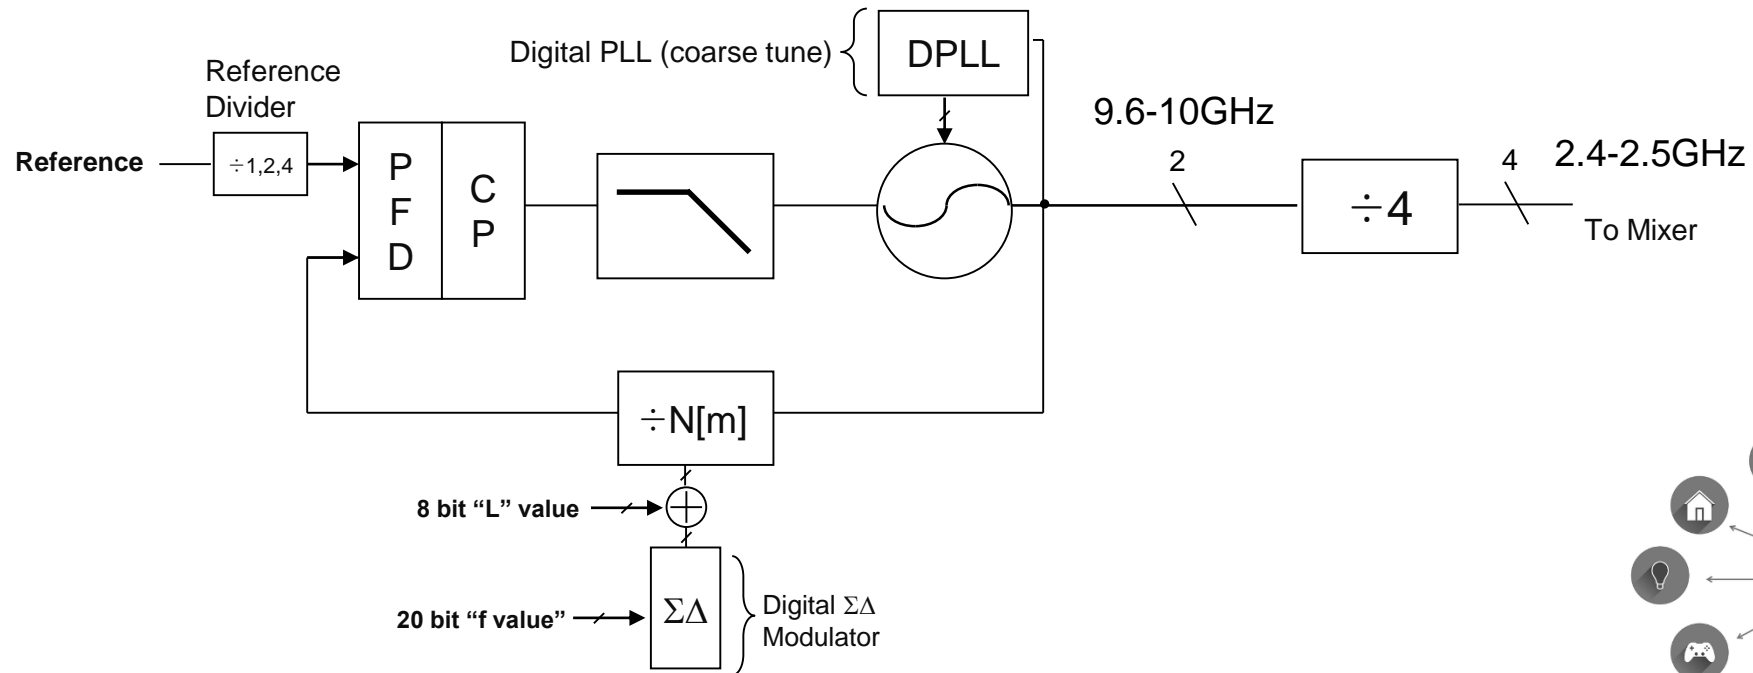 Digital PLL (coarse tune)
DPLL
Reference
Divider
9.6-10GHz
Reference
÷1,2,4
P
F
D
C
P
2
÷4
4
2.4-2.5GHz
To Mixer
÷N[m]
8 bit “L” value
20 bit “f value”
ΣΔ
Digital ΣΔ
Modulator